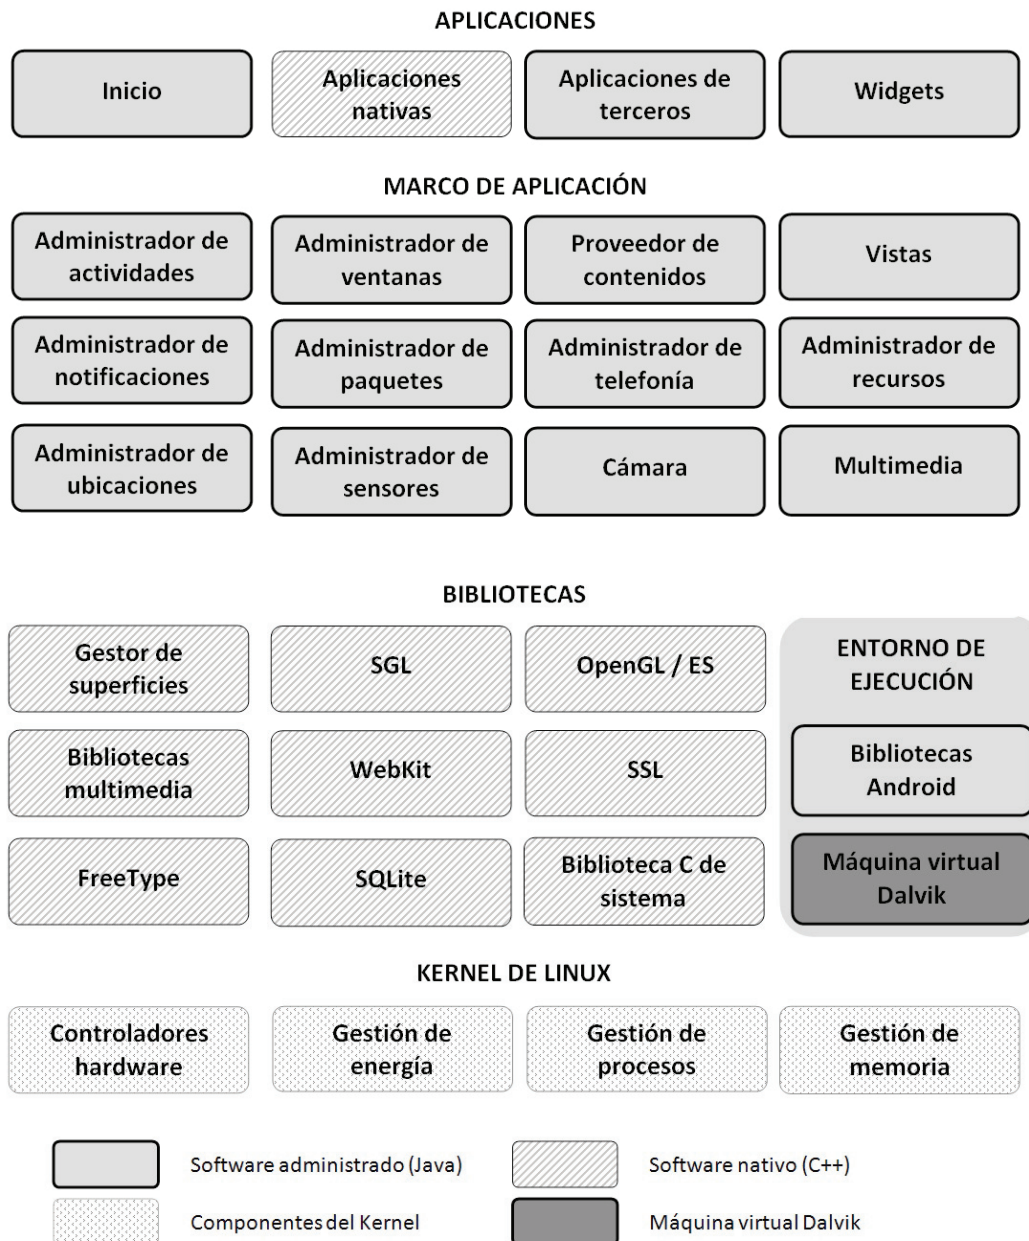 APLICACIONES
Inicio
Aplicaciones
nativas
Aplicaciones de
terceros
Widgets
MARCO DE APLICACIÓN
Administrador de
actividades
Administrador de
ventanas
Proveedor de
contenidos
Vistas
Administrador de
notificaciones
Administrador de
paquetes
Administrador de
telefonía
Administrador de
recursos
Administrador de
ubicaciones
Administrador de
sensores
Cámara
Multimedia
BIBLIOTECAS
Gestor de
superficies
SGL
OpenGL / ES
ENTORNO DE
EJECUCIÓN
Bibliotecas
multimedia
WebKit
SSL
Bibliotecas
Android
FreeType
SQLite
Biblioteca C de
sistema
Máquina virtual
Dalvik
KERNEL DE LINUX
Controladores
hardware
Gestión de
energía
Gestión de
procesos
Gestión de
memoria
Software administrado (Java)
Software nativo (C++)
Componentes del Kernel
Máquina virtual Dalvik